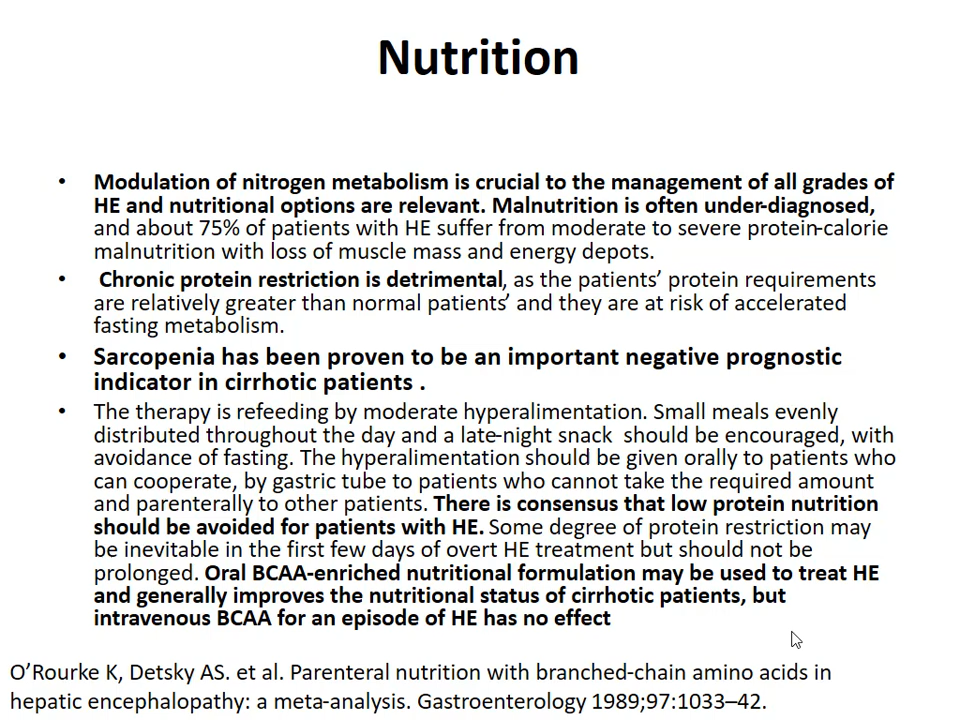 Nutrition
• Modulation of nitrogen metabolism is crucial to the management of all grades of
HE and nutritional options are relevant. Malnutrition is often under-diagnosed,
and about 75% of patients with HE suffer from moderate to severe protein-calorie
malnutrition with loss of muscle mass and energy depots.
• Chronic protein restriction is detrimental, as the patients’ protein requirements
are relatively greater than normal patients’ and they are at risk of accelerated
fasting metabolism.
• Sarcopenia has been proven to be an important negative prognostic
indicator in cirrhotic patients .
• The therapy is refeeding by moderate hyperalimentation. Small meals evenly
distributed throughout the day and a late-night snack should be encouraged, with
avoidance of fasting. The hyperalimentation should be given orally to patients who
can cooperate, by gastric tube to patients who cannot take the required amount
and parenterally to other patients. There is consensus that low protein nutrition
should be avoided for patients with HE. Some degree of protein restriction may
be inevitable in the first few days of overt HE treatment but should not be
prolonged. Oral BCAA-enriched nutritional formulation may be used to treat HE
and generally improves the nutritional status of cirrhotic patients, but
intravenous BCAA for an episode of HE has no effect
O’Rourke K, Detsky AS. et al. Parenteral nutrition with branched-chain amino acids in
hepatic encephalopathy: a meta-analysis. Gastroenterology 1989;97:1033–42.